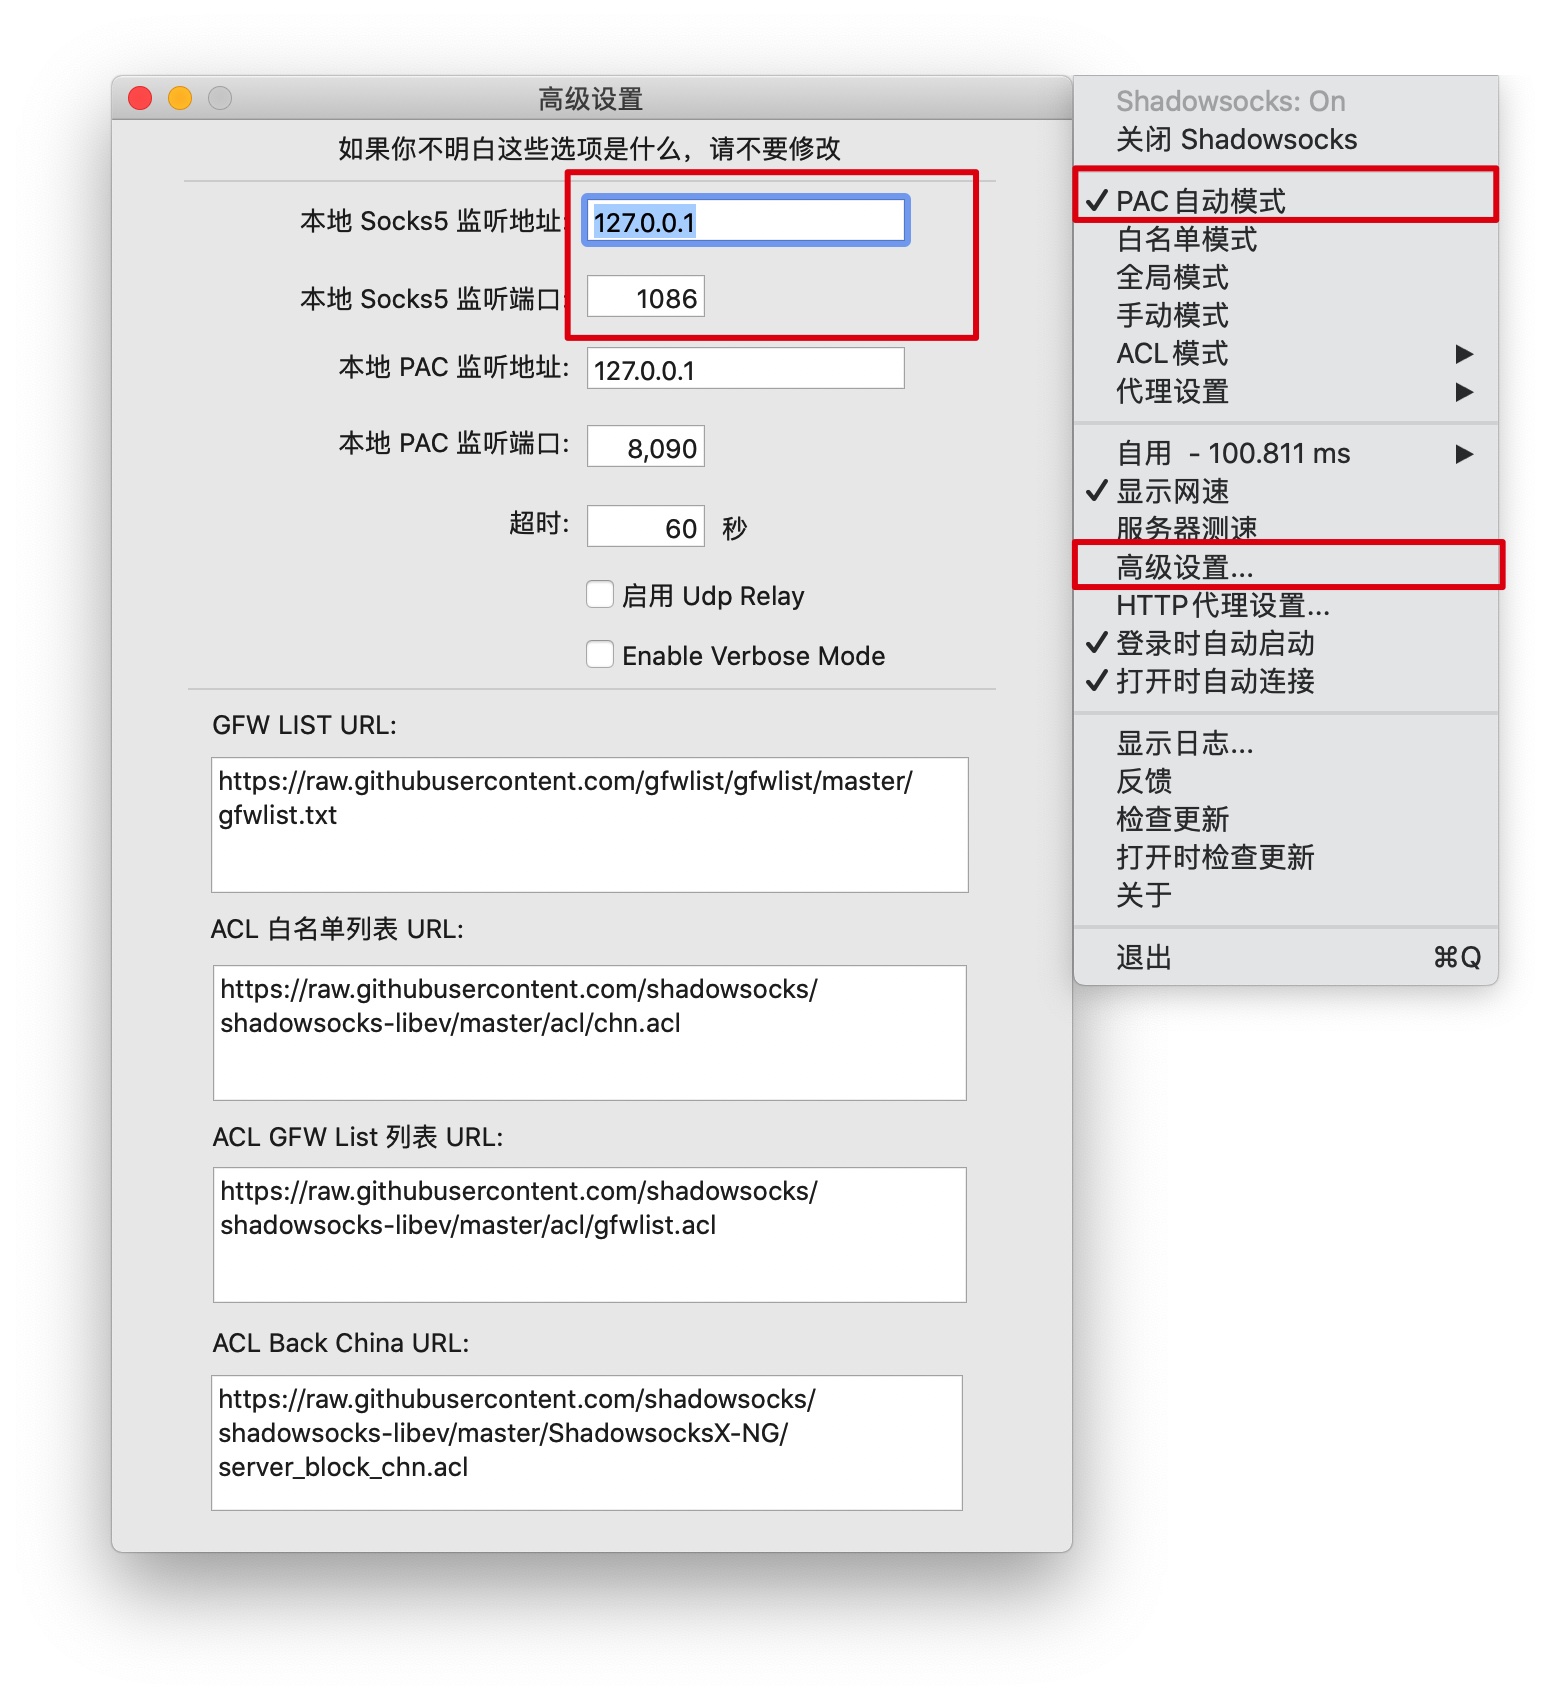 高级设置
如果你不明白这些选项是什么，请不要修改
本地 Socks5 监听地址: 127.0.0.1
本地 Socks5 监听端口: 1086
本地 PAC 监听地址: 127.0.0.1
本地 PAC 监听端口: 8,090
超时: 60 秒
启用 Udp Relay
Enable Verbose Mode
GFW LIST URL:
https://raw.githubusercontent.com/gfwlist/gfwlist/master/
gfwlist.txt
ACL 白名单列表 URL:
https://raw.githubusercontent.com/shadowsocks/
shadowsocks-libev/master/acl/chn.acl
ACL GFW List 列表 URL:
https://raw.githubusercontent.com/shadowsocks/
shadowsocks-libev/master/acl/gfwlist.acl
ACL Back China URL:
https://raw.githubusercontent.com/shadowsocks/
shadowsocks-libev/master/ShadowsocksX-NG/
server_block_chn.acl
Shadowsocks: On
关闭 Shadowsocks
PAC自动模式
白名单模式
全局模式
手动模式
ACL模式
代理设置
自用 - 100.811 ms
显示网速
服务器测速
高级设置...
HTTP代理设置...
登录时自动启动
打开时自动连接
显示日志...
反馈
检查更新
打开时检查更新
关于
退出 ⌘Q